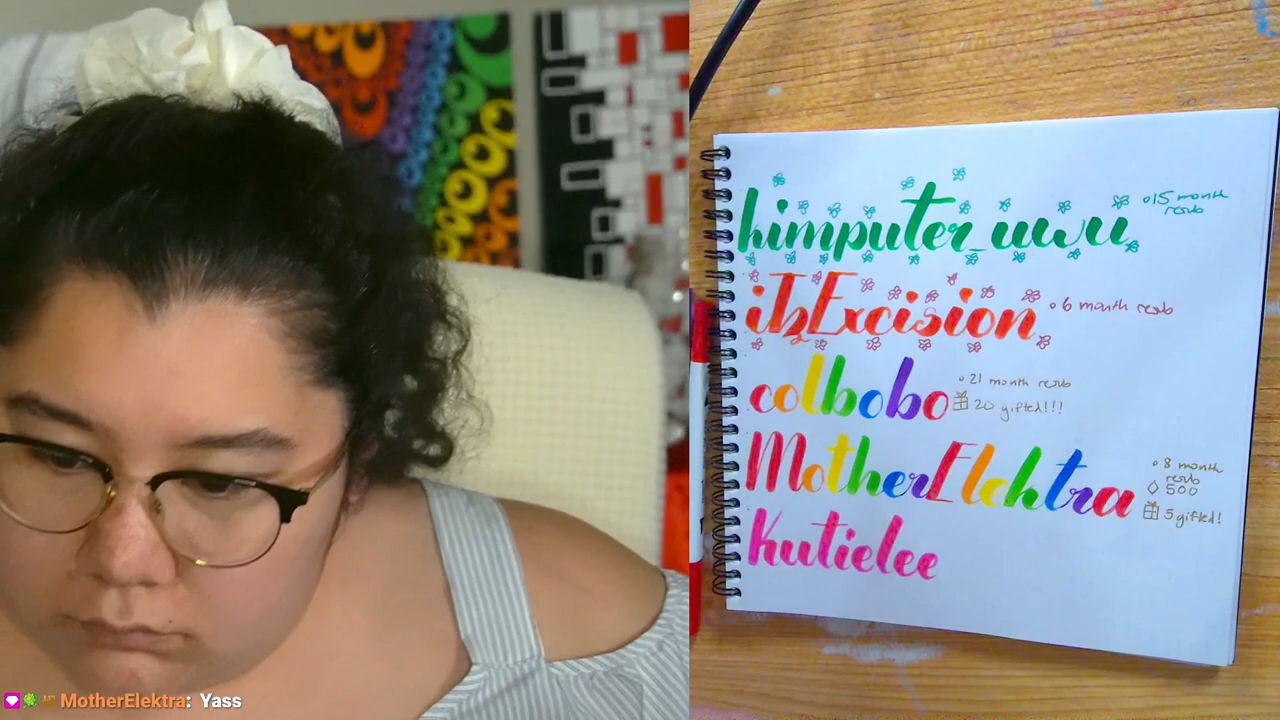 himputer_uwu
15 month
resub
ibExcision
6 month resub
colbobo
21 month resub
20 gifted!!!
MotherElektra
8 month
resub
500
5 gifted!
Kutielee
MotherElektra: Yass